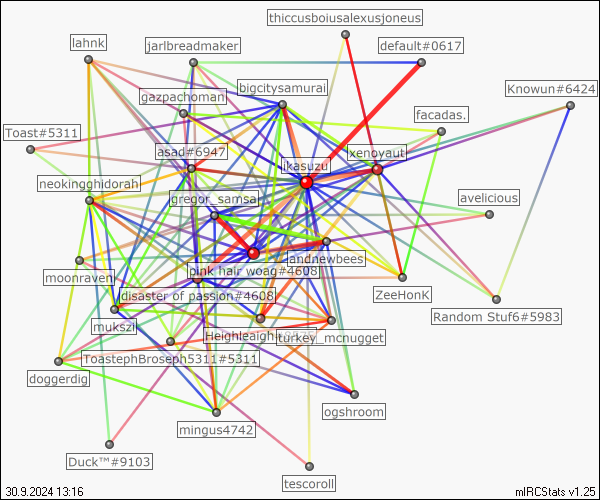 thiccusboiusalexusjoneus
lahnk
jarlbreadmaker
default#0617
bigcitysamurai
Knowun#6424
gazpachoman
facadas.
Toast#5311
asad#6947
ikasuzu
xenoyaut
neokingghidorah
gregor_samsai
avelicious
andnewbees
moonraven
pink hair woag#4608
disaster of passion#4608
ZeeHonK
mukszi
Random Stuf6#5983
turkey_mcnugget
ToastephBroseph5311#5311
doggerdig
ogshroom
mingus4742
Duck™#9103
tescoroll
30.9.2024 13:16
mIRCStats v1.25